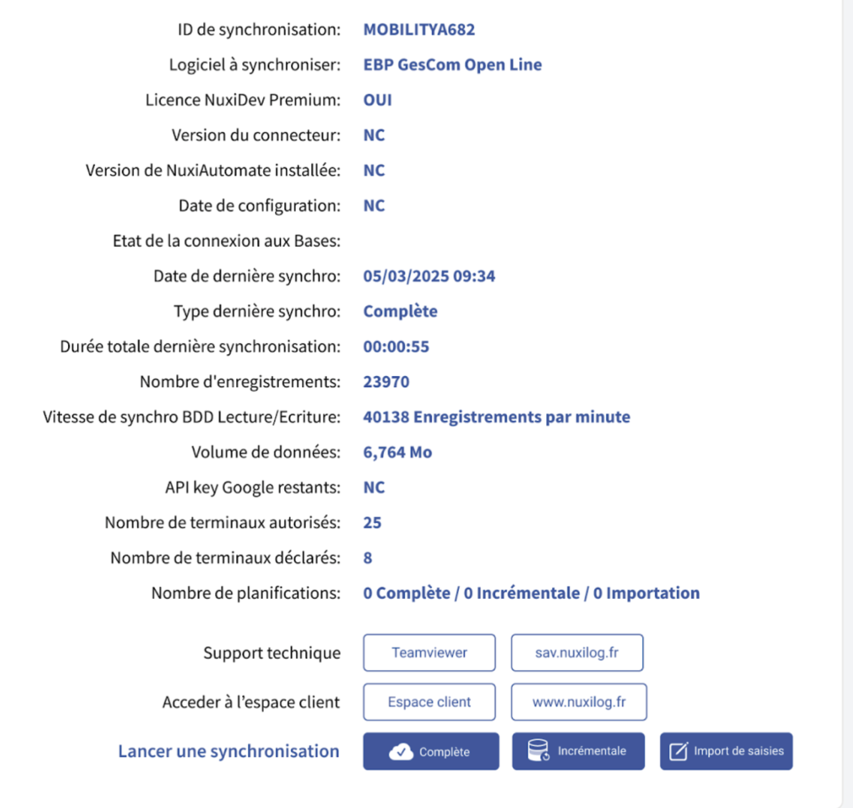 ID de synchronisation: MOBILITYA682
Logiciel à synchroniser: EBP GesCom Open Line
Licence NuxiDev Premium: OUI
Version du connecteur: NC
Version de NuxiAutomate installée: NC
Date de configuration: NC
Etat de la connexion aux Bases:
Date de dernière synchro: 05/03/2025 09:34
Type dernière synchro: Complète
Durée totale dernière synchronisation: 00:00:55
Nombre d'enregistrements: 23970
Vitesse de synchro BDD Lecture/Ecriture: 40138 Enregistrements par minute
Volume de données: 6,764 Mo
API key Google restants: NC
Nombre de terminaux autorisés: 25
Nombre de terminaux déclarés: 8
Nombre de planifications: 0 Complète / 0 Incrémentale / 0 Importation
Support technique Teamviewer sav.nuxilog.fr
Acceder à l'espace client Espace client www.nuxilog.fr
Lancer une synchronisation Complète Incrémentale Import de saisies